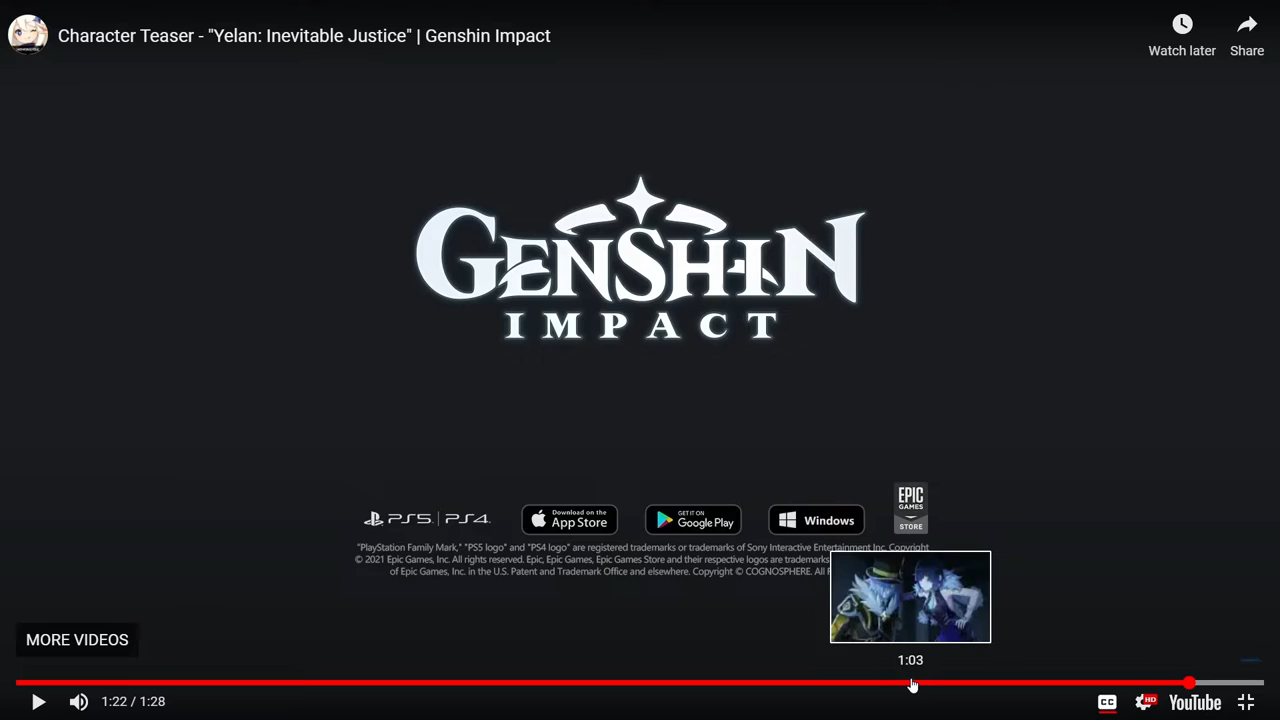 Character Teaser - "Yelan: Inevitable Justice" | Genshin Impact
Watch later
Share
GENSHIN
IMPACT
PS5 | PS4
Download on the
App Store
GET IT ON
Google Play
Windows
EPIC
GAMES
STORE
"PlayStation Family Mark," "PS5 logo" and "PS4 logo" are registered trademarks or trademarks of Sony Interactive Entertainment Inc. Copyright
© 2021 Epic Games, Inc. All rights reserved. Epic, Epic Games, Epic Games Store and their respective logos are trademarks
of Epic Games, Inc. in the U.S. Patent and Trademark Office and elsewhere. Copyright © COGNOSPHERE. All
MORE VIDEOS
1:03
1:22 / 1:28
CC
HD
YouTube